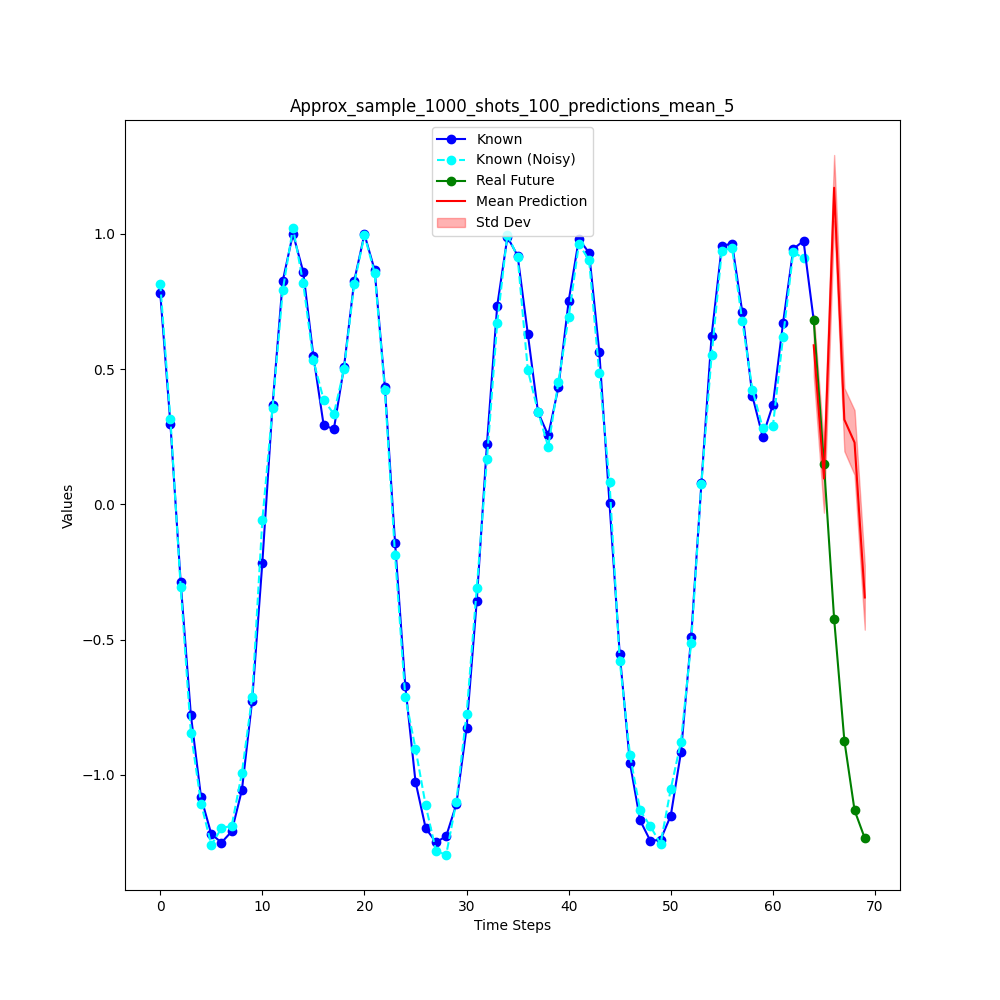 Approx_sample_1000_shots_100_predictions_mean_5
Known
Known (Noisy)
Real Future
Mean Prediction
Std Dev
1.0
0.5
0.0
−0.5
−1.0
Values
0 10 20 30 40 50 60 70
Time Steps